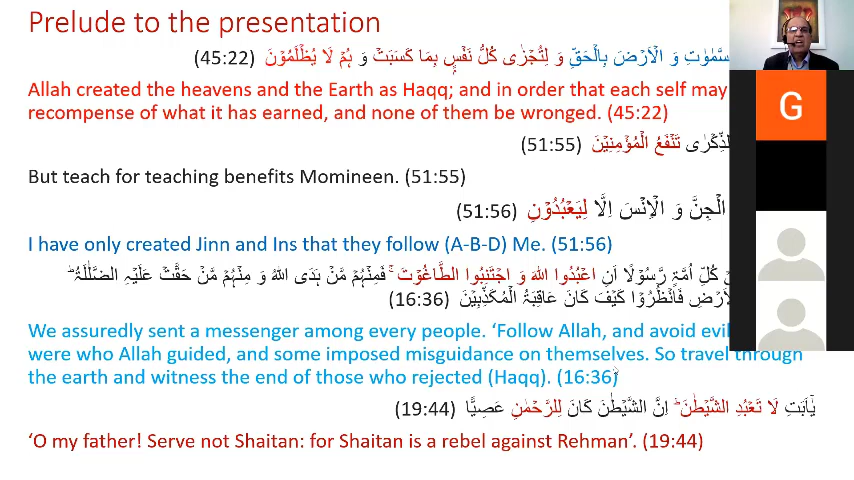 Prelude to the presentation
سَّمٰوٰتِ وَ الۡاَرۡضَ بِالۡحَقِّ وَ لِتُجۡزٰی کُلُّ نَفۡسٍۭ بِمَا کَسَبَتۡ وَ ہُمۡ لَا یُظۡلَمُوۡنَ (45:22)
Allah created the heavens and the Earth as Haqq; and in order that each self may
recompense of what it has earned, and none of them be wronged. (45:22)
الذِّکۡرٰی تَنۡفَعُ الۡمُؤۡمِنِیۡنَ (51:55)
But teach for teaching benefits Momineen. (51:55)
الۡجِنَّ وَ الۡاِنۡسَ اِلَّا لِیَعۡبُدُوۡنِ (51:56)
I have only created Jinn and Ins that they follow (A-B-D) Me. (51:56)
کُلِّ اُمَّۃٍ رَّسُوۡلًا اَنِ اعۡبُدُوا اللّٰہَ وَ اجۡتَنِبُوا الطَّاغُوۡتَ ۚ فَمِنۡہُمۡ مَّنۡ ہَدَی اللّٰہُ وَ مِنۡہُمۡ مَّنۡ حَقَّتۡ عَلَیۡہِ الضَّلٰلَۃُ ؕ
الۡاَرۡضِ فَانۡظُرُوۡا کَیۡفَ کَانَ عَاقِبَۃُ الۡمُکَذِّبِیۡنَ (16:36)
We assuredly sent a messenger among every people. ‘Follow Allah, and avoid evil
were who Allah guided, and some imposed misguidance on themselves. So travel through
the earth and witness the end of those who rejected (Haqq). (16:36)
یٰۤاَبَتِ لَا تَعۡبُدِ الشَّیۡطٰنَ ؕ اِنَّ الشَّیۡطٰنَ کَانَ لِلرَّحۡمٰنِ عَصِیًّا (19:44)
‘O my father! Serve not Shaitan: for Shaitan is a rebel against Rehman’. (19:44)
G